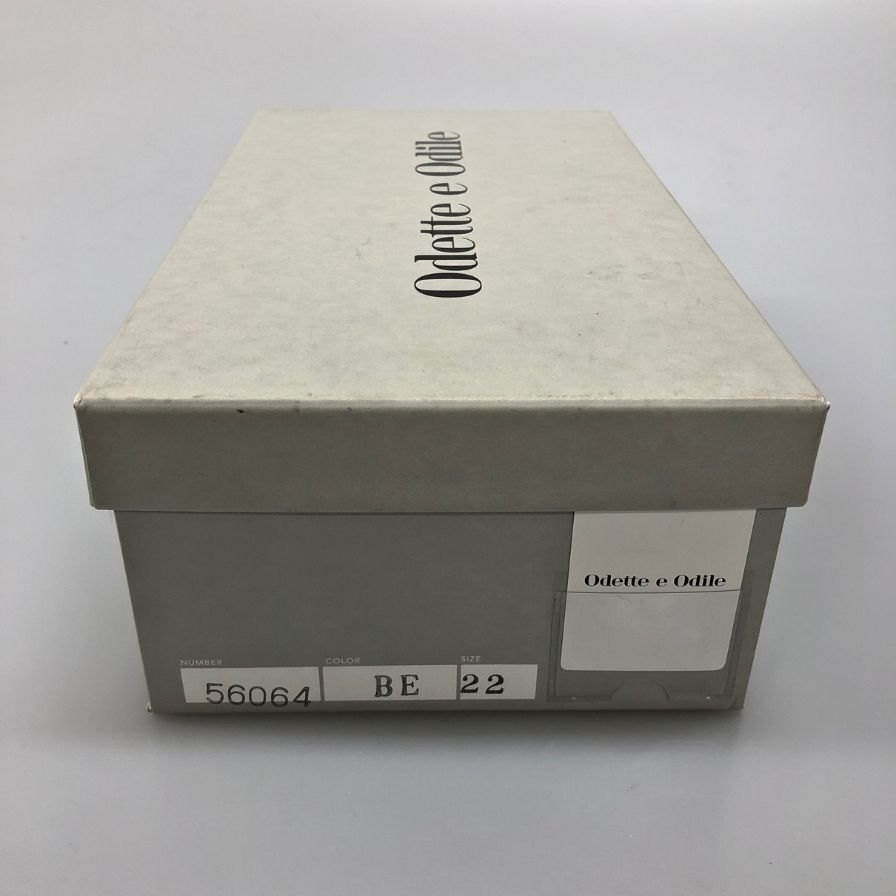 Odette e Odile
Odette e Odile
NUMBER COLOR SIZE
56064 BE 22